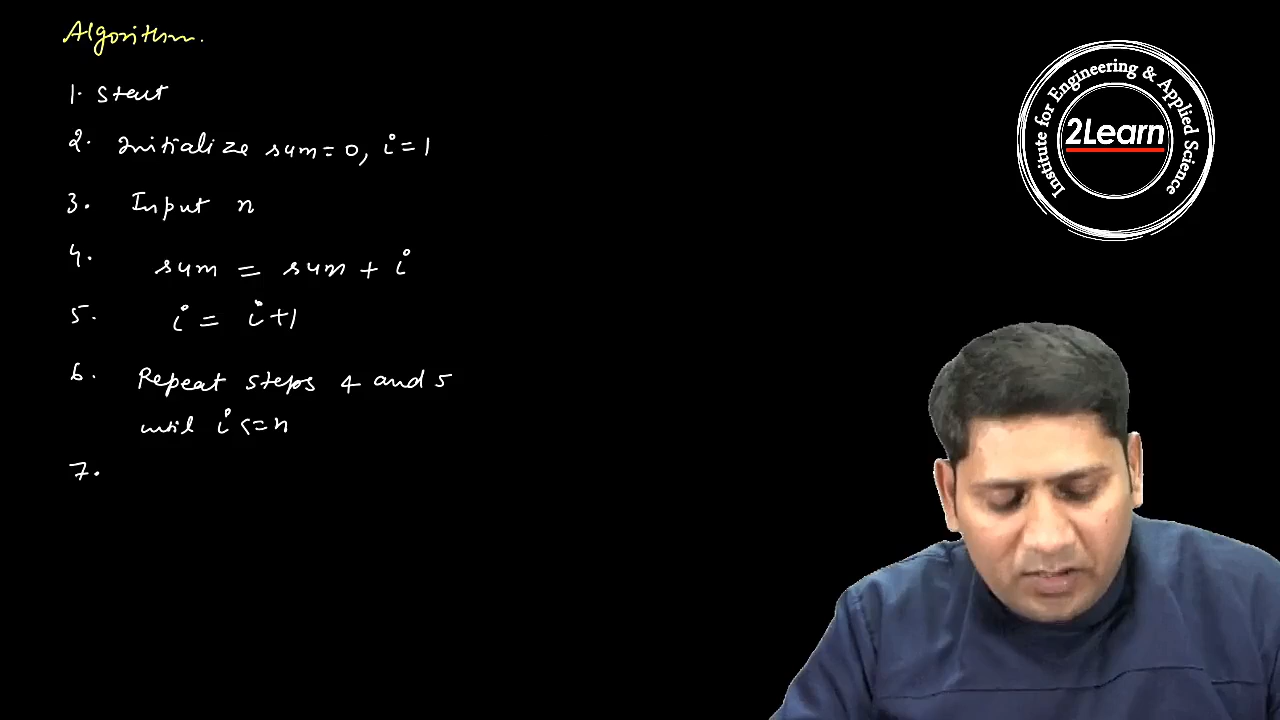 Algorithm.
1. Start
2. Initialize sum=0, i=1
3. Input n
4. sum = sum + i
5. i = i+1
6. Repeat steps 4 and 5
until i<=n
7.
Institute for Engineering & Applied Science
2Learn